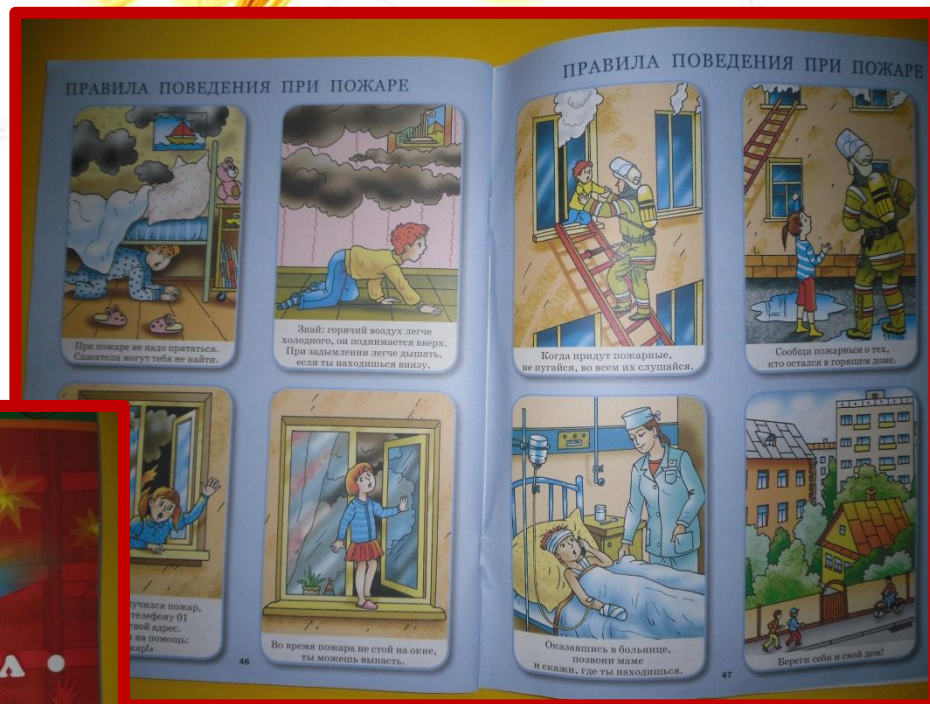 ПРАВИЛА ПОВЕДЕНИЯ ПРИ ПОЖАРЕ
При пожаре не надо прятаться.
Спасатели могут тебя не найти.
Знай: горячий воздух легче
холодного, он поднимается вверх.
При задымлении легче дышать,
если ты находишься внизу.
пожар,
телефону 01
свой адрес.
на помощь:
Во время пожара не стой на окне,
ты можешь выпасть.
46
ПРАВИЛА ПОВЕДЕНИЯ ПРИ ПОЖАРЕ
Когда придут пожарные,
не пугайся, во всем их слушайся.
Сообщи пожарным о тех,
кто остался в горящем доме.
Оказавшись в больнице,
позвони маме
и скажи, где ты находишься.
Береги себя и свой дом!
47